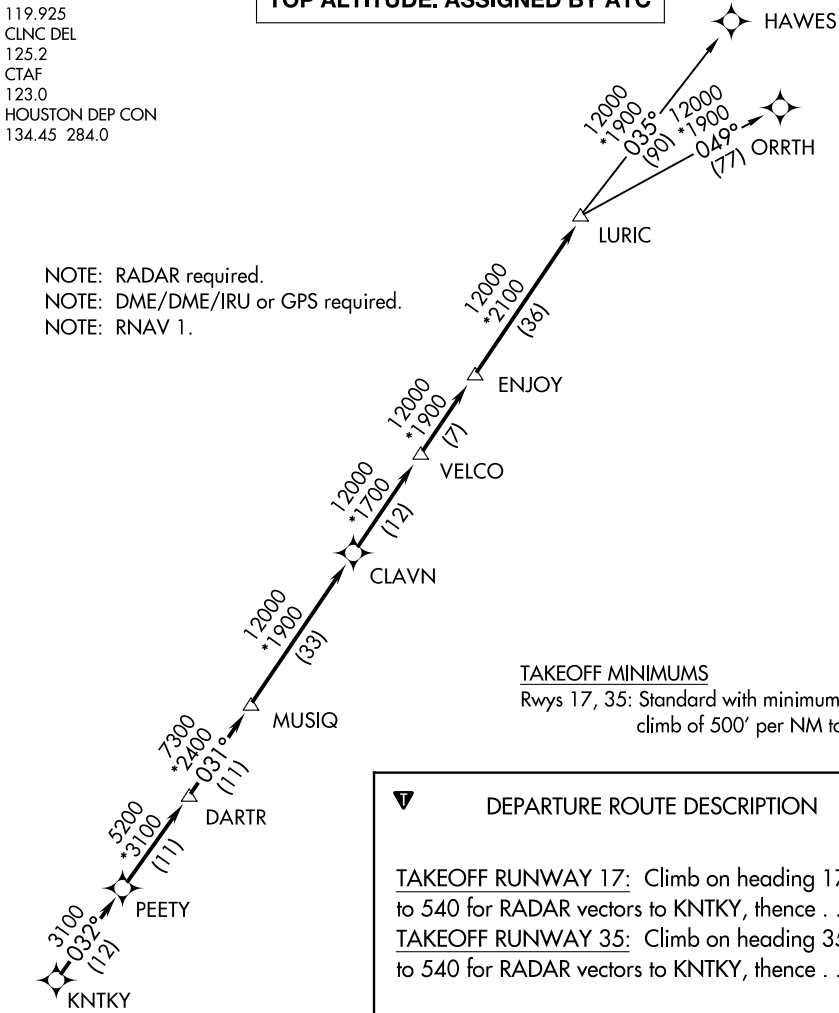 119.925
CLNC DEL
125.2
CTAF
123.0
HOUSTON DEP CON
134.45 284.0
TOP ALTITUDE: ASSIGNED BY ATC
HAWES
12000
*1900
035°
(90)
12000
*1900
049°
(77)
ORRTH
LURIC
NOTE: RADAR required.
NOTE: DME/DME/IRU or GPS required.
NOTE: RNAV 1.
12000
*2100
(36)
ENJOY
12000
*1900
(7)
VELCO
12000
*1700
(12)
CLAVN
12000
*1900
(33)
MUSIQ
TAKEOFF MINIMUMS
Rwys 17, 35: Standard with minimum
climb of 500' per NM to
7300
*2400
031°
(11)
DARTR
5200
*3100
(11)
PEETY
3100
032°
(12)
KNTKY
T
DEPARTURE ROUTE DESCRIPTION
TAKEOFF RUNWAY 17: Climb on heading 17
to 540 for RADAR vectors to KNTKY, thence . .
TAKEOFF RUNWAY 35: Climb on heading 35
to 540 for RADAR vectors to KNTKY, thence . .